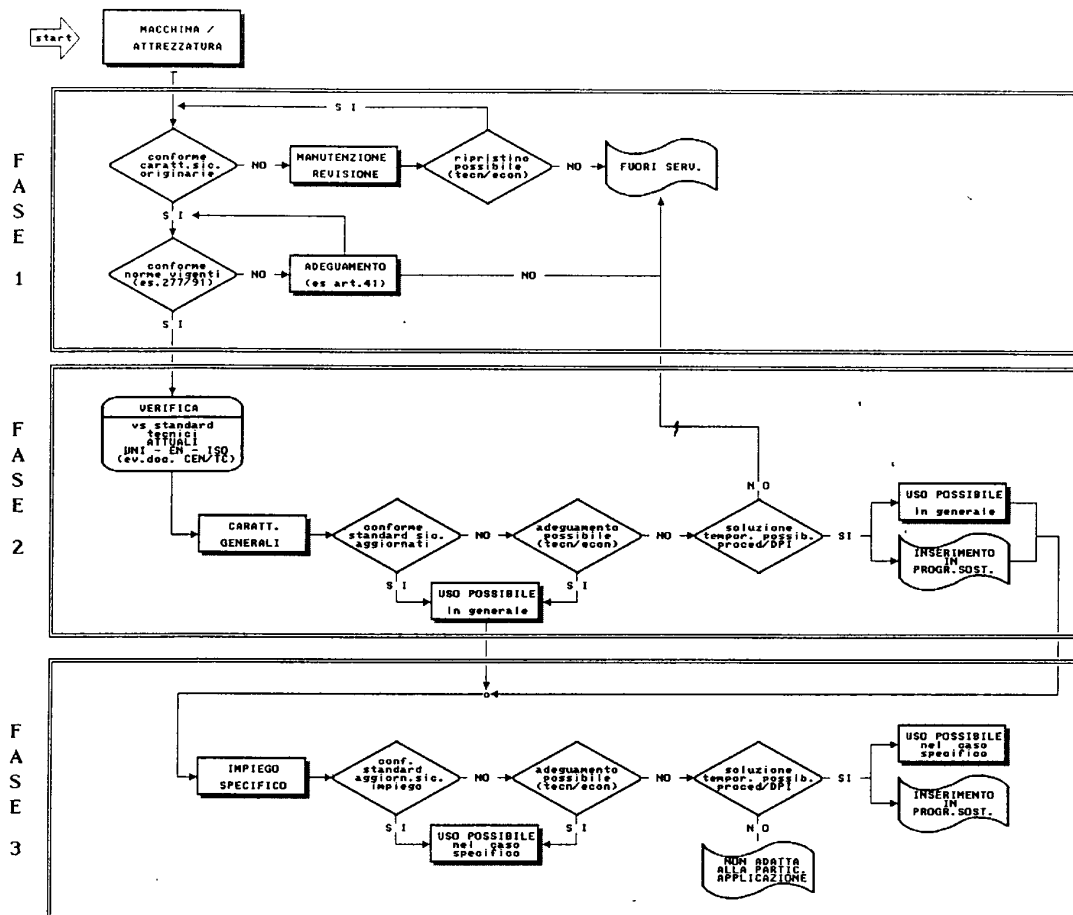 start
MACCHINA /
ATTREZZATURA
FASE 1
S I
conforme
caratt.sic.
originarie
NO
MANUTENZIONE
REVISIONE
ripristino
possibile
(tecn/econ)
NO
FUORI SERV.
S I
conforme
norme vigenti
(es.277/91)
NO
ADEGUAMENTO
(es art.41)
NO
S I
FASE 2
VERIFICA
vs standard
tecnici
ATTUALI
UNI - EN - ISO
(ev.doc. CEN/TC)
CARATT.
GENERALI
conforme
standard sic.
aggiornati
NO
adeguamento
possibile
(tecn/econ)
NO
N O
soluzione
tempor. possib.
proced/DPI
SI
USO POSSIBILE
in generale
INSERIMENTO
IN
PROGR.SOST.
S I
S I
USO POSSIBILE
in generale
FASE 3
IMPIEGO
SPECIFICO
conf.
standard
aggiorn.sic.
impiego
NO
adeguamento
possibile
(tecn/econ)
NO
soluzione
tempor. possib.
proced/DPI
SI
USO POSSIBILE
nel caso
specifico
INSERIMENTO
IN
PROGR.SOST.
S I
S I
USO POSSIBILE
nel caso
specifico
N O
NON ADATTA
ALLA PARTIC.
APPLICAZIONE